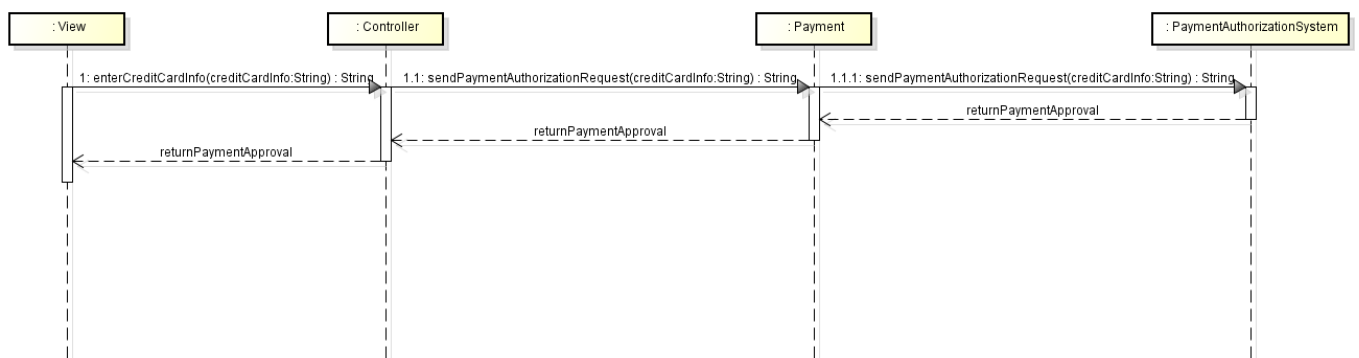 : View
: Controller
: Payment
: PaymentAuthorizationSystem
1: enterCreditCardInfo(creditCardInfo:String) : String
1.1: sendPaymentAuthorizationRequest(creditCardInfo:String) : String
1.1.1: sendPaymentAuthorizationRequest(creditCardInfo:String) : String
returnPaymentApproval
returnPaymentApproval
returnPaymentApproval